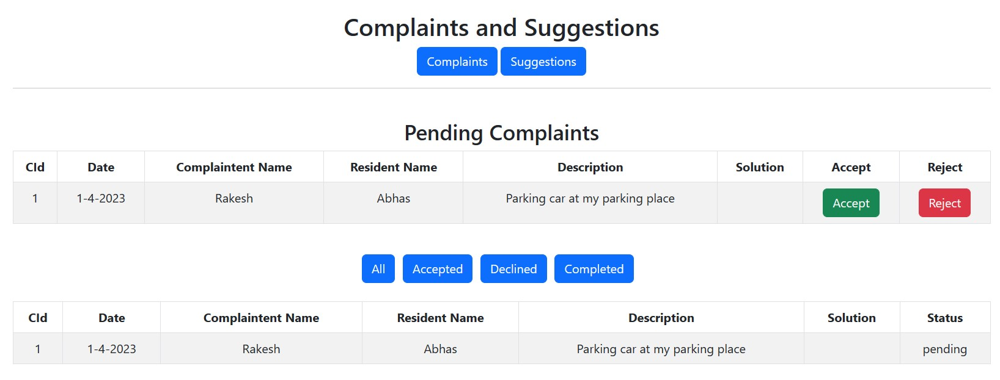 Complaints and Suggestions
Complaints Suggestions
Pending Complaints
CId Date Complaintent Name Resident Name Description Solution Accept Reject
1 1-4-2023 Rakesh Abhas Parking car at my parking place Accept Reject
All Accepted Declined Completed
CId Date Complaintent Name Resident Name Description Solution Status
1 1-4-2023 Rakesh Abhas Parking car at my parking place pending